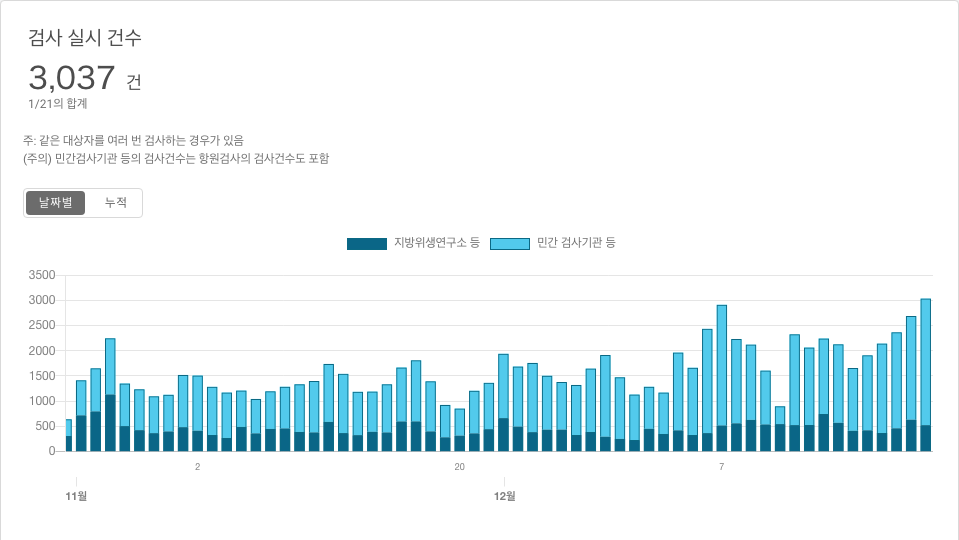 검사 실시 건수
3,037 건
1/21의 합계
주: 같은 대상자를 여러 번 검사하는 경우가 있음
(주의) 민간검사기관 등의 검사건수는 항원검사의 검사건수도 포함
날짜별 누적
지방위생연구소 등 민간 검사기관 등
3500
3000
2500
2000
1500
1000
500
0
2 20 7
11월 12월